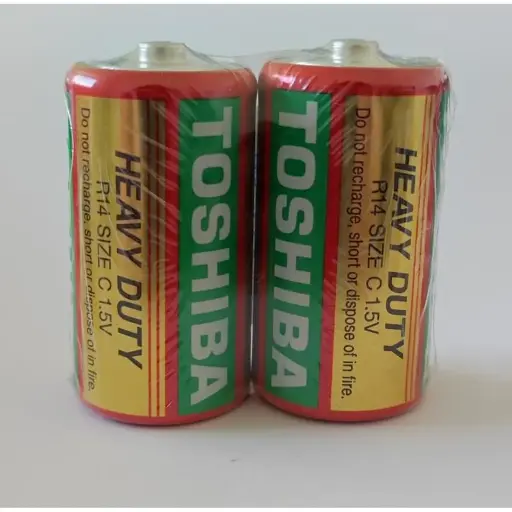 TOSHIBA
HEAVY DUTY
R14 SIZE C 1.5V
Do not recharge, short or dispose of in fire.
HEAVY DUTY
R14 SIZE C 1.5V
Do not recharge, short or dispose of in fire.
TOSHIBA